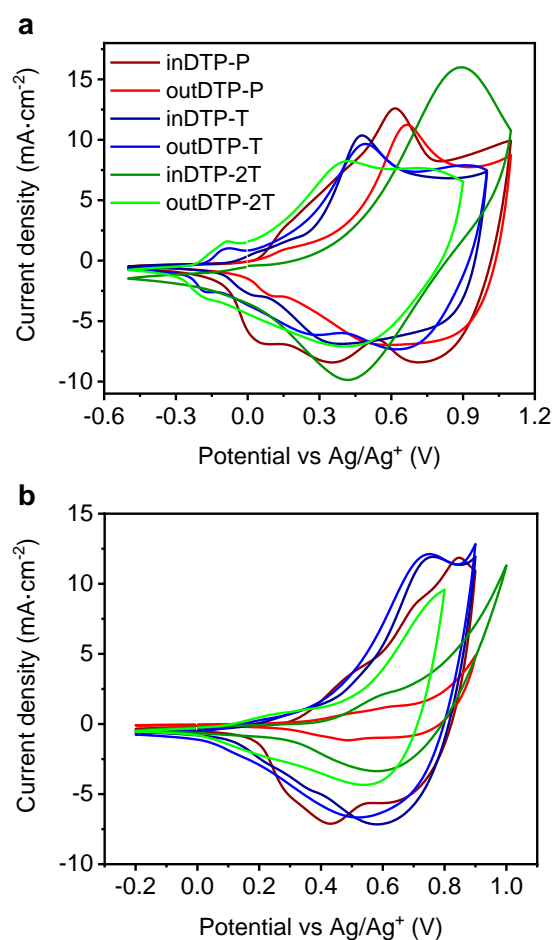 a
inDTP-P
outDTP-P
inDTP-T
outDTP-T
inDTP-2T
outDTP-2T
15
10
5
0
-5
-10
Current density (mA·cm⁻²)
-0.6 -0.3 0.0 0.3 0.6 0.9 1.2
Potential vs Ag/Ag⁺ (V)
b
15
10
5
0
-5
-10
Current density (mA·cm⁻²)
-0.2 0.0 0.2 0.4 0.6 0.8 1.0
Potential vs Ag/Ag⁺ (V)